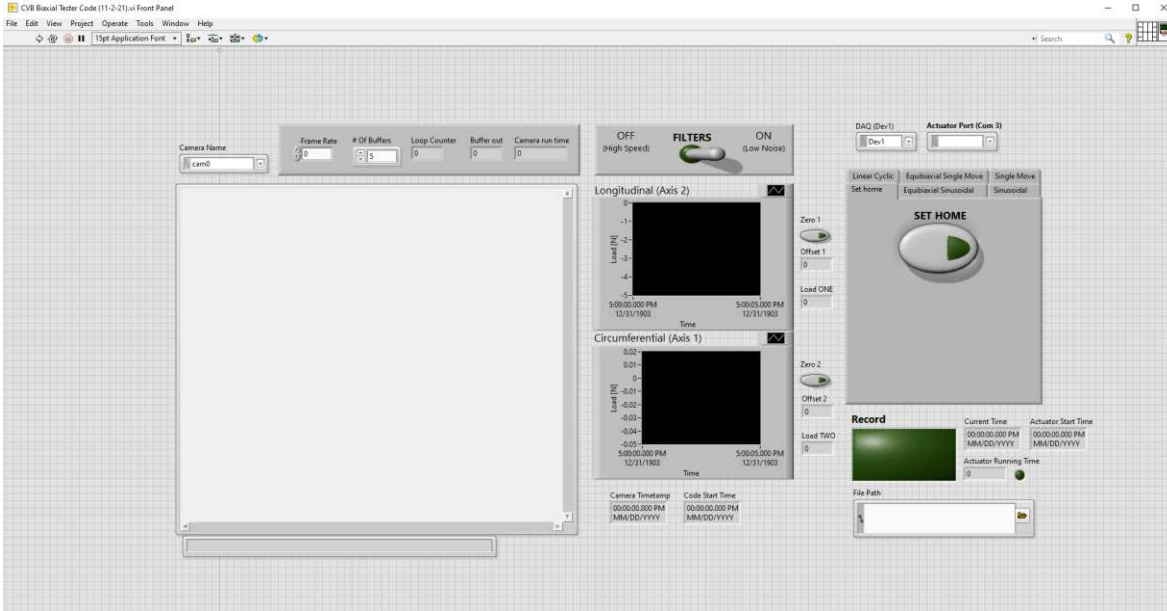 CVB Biaxial Tester Code (11-2-21).vi Front Panel
File Edit View Project Operate Tools Window Help
15pt Application Font
Search
Camera Name
cam0
Frame Rate
0
# Of Buffers
5
Loop Counter
0
Buffer out
0
Camera run time
0
OFF
(High Speed)
FILTERS
ON
(Low Noise)
DAQ (Dev1)
Dev1
Actuator Port (Com 3)
Linear Cyclic
Equibiaxial Single Move
Single Move
Set home
Equibiaxial Sinusoidal
Sinusoidal
SET HOME
Longitudinal (Axis 2)
Load [N]
0
-1
-2
-3
-4
-5
5:00:00.000 PM
12/31/1903
5:00:05.000 PM
12/31/1903
Time
Zero 1
Offset 1
0
Load ONE
0
Circumferential (Axis 1)
Load [N]
0.02
0.01
0
-0.01
-0.02
-0.03
-0.04
-0.05
5:00:00.000 PM
12/31/1903
5:00:05.000 PM
12/31/1903
Time
Zero 2
Offset 2
0
Load TWO
0
Camera Timetamp
00:00:00.000 PM
MM/DD/YYYY
Code Start Time
00:00:00.000 PM
MM/DD/YYYY
Record
Current Time
00:00:00.000 PM
MM/DD/YYYY
Actuator Start Time
00:00:00.000 PM
MM/DD/YYYY
Actuator Running Time
0
File Path